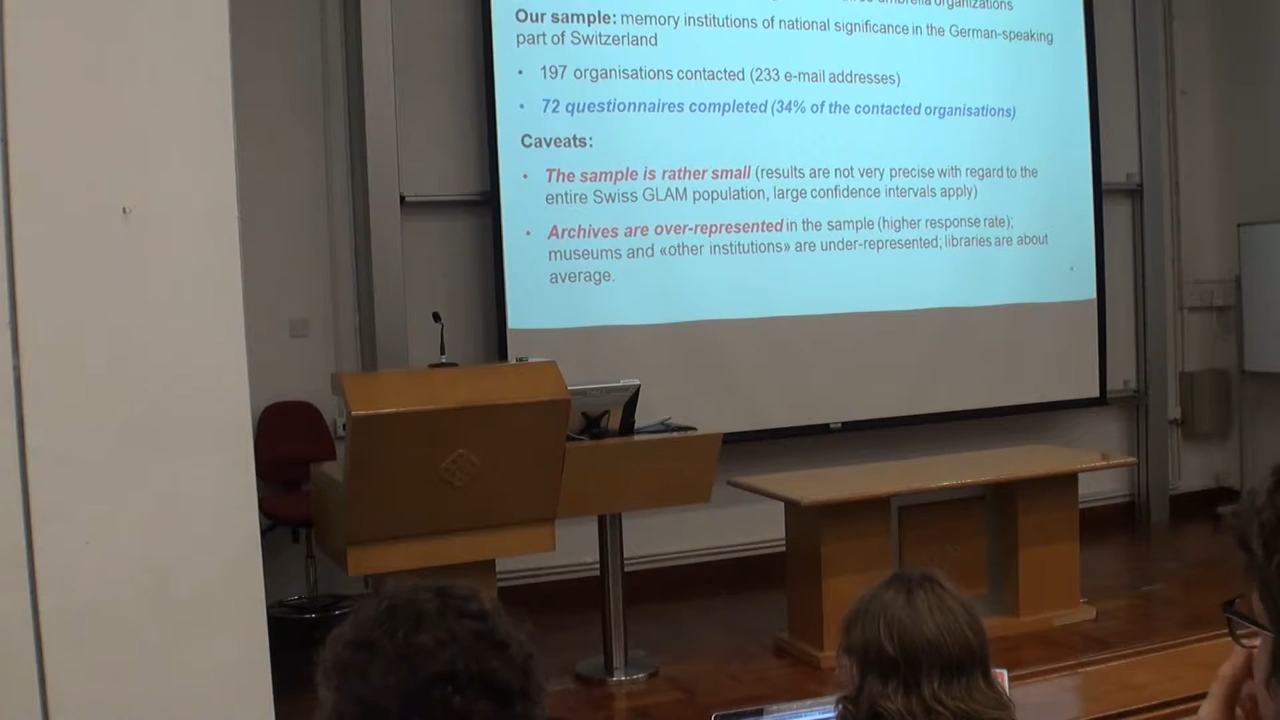 umbrella organizations
Our sample: memory institutions of national significance in the German-speaking
part of Switzerland
• 197 organisations contacted (233 e-mail addresses)
• 72 questionnaires completed (34% of the contacted organisations)
Caveats:
• The sample is rather small (results are not very precise with regard to the
entire Swiss GLAM population, large confidence intervals apply)
• Archives are over-represented in the sample (higher response rate);
museums and «other institutions» are under-represented; libraries are about
average.